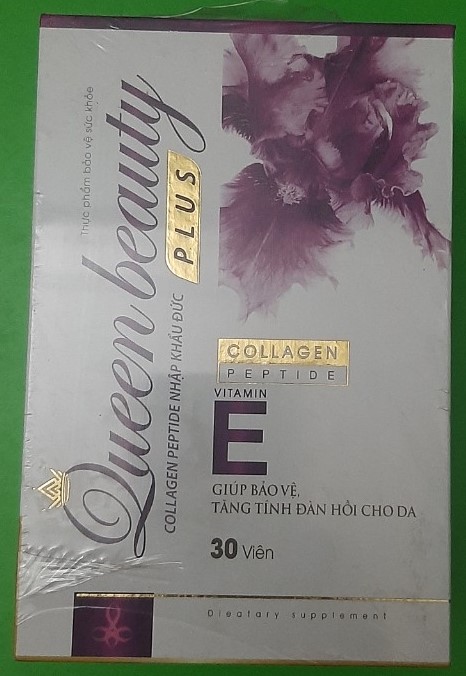 Thực phẩm bảo vệ sức khỏe
Queen beauty
PLUS
COLLAGEN PEPTIDE NHẬP KHẨU ĐỨC
COLLAGEN
PEPTIDE
VITAMIN
E
GIÚP BẢO VỆ,
TĂNG TÍNH ĐÀN HỒI CHO DA
30 Viên
Dieatary supplement